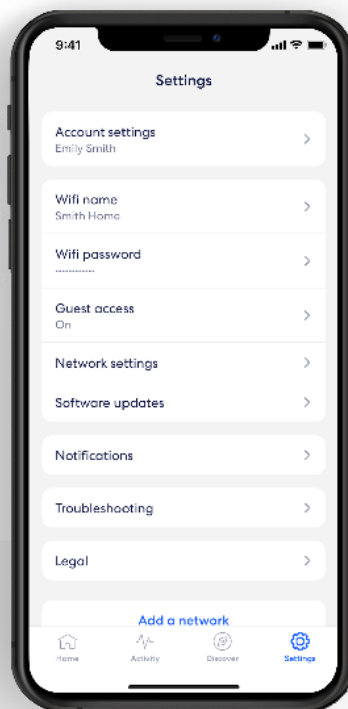 9:41
Settings
Account settings
Emily Smith
Wifi name
Smith Home
Wifi password
Guest access
On
Network settings
Software updates
Notifications
Troubleshooting
Legal
Add a network
Home
Activity
Discover
Settings